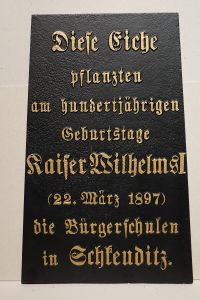 Diese Eiche
pflanzten
am hundertjährigen
Geburtstage
Kaiser Wilhelms I
(22. März 1897)
die Bürgerschulen
in Schkeuditz.